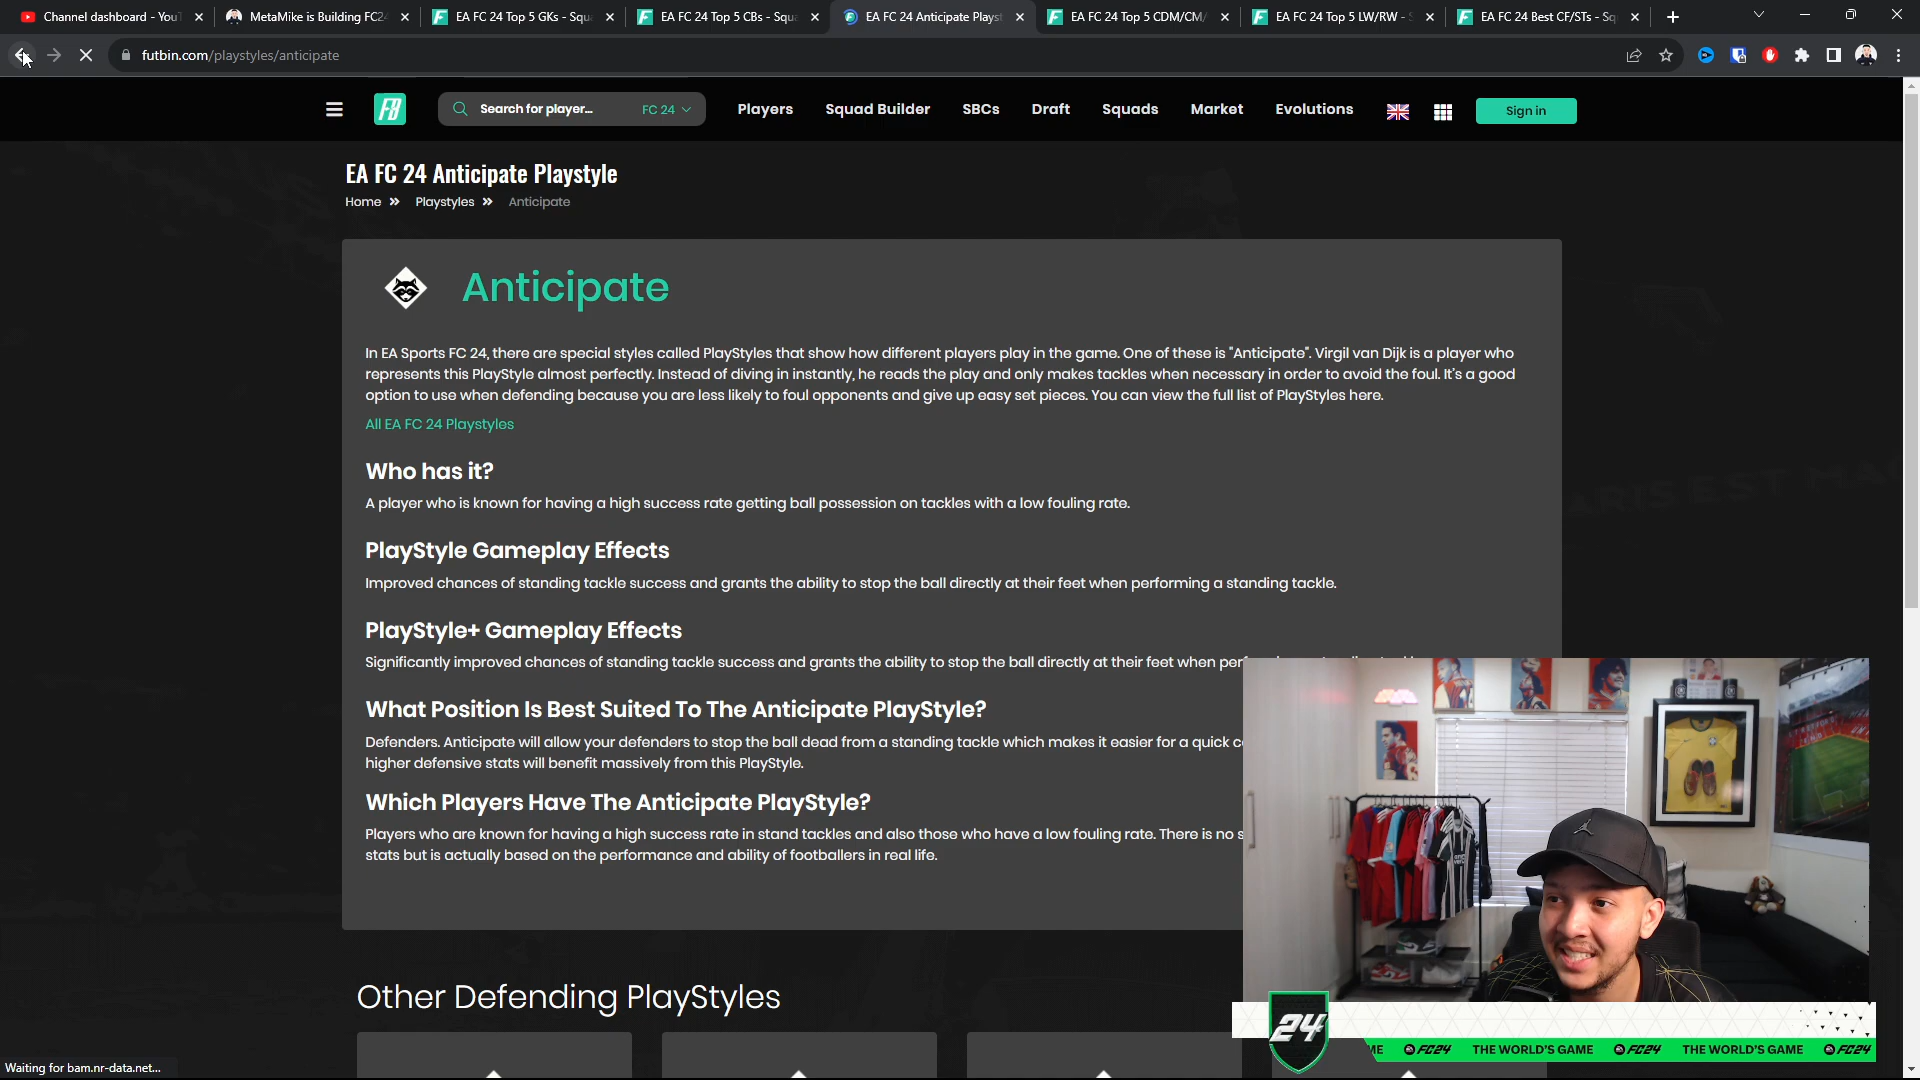 Channel dashboard - YouT
MetaMike is Building FC24
EA FC 24 Top 5 GKs - Squ
EA FC 24 Top 5 CBs - Squ
EA FC 24 Anticipate Playst
EA FC 24 Top 5 CDM/CM/
EA FC 24 Top 5 LW/RW - S
EA FC 24 Best CF/STs - Sq
futbin.com/playstyles/anticipate
FB
Search for player...
FC 24
Players
Squad Builder
SBCs
Draft
Squads
Market
Evolutions
Sign in
EA FC 24 Anticipate Playstyle
Home » Playstyles » Anticipate
Anticipate
In EA Sports FC 24, there are special styles called PlayStyles that show how different players play in the game. One of these is "Anticipate". Virgil van Dijk is a player who
represents this PlayStyle almost perfectly. Instead of diving in instantly, he reads the play and only makes tackles when necessary in order to avoid the foul. It's a good
option to use when defending because you are less likely to foul opponents and give up easy set pieces. You can view the full list of PlayStyles here.
All EA FC 24 Playstyles
Who has it?
A player who is known for having a high success rate getting ball possession on tackles with a low fouling rate.
PlayStyle Gameplay Effects
Improved chances of standing tackle success and grants the ability to stop the ball directly at their feet when performing a standing tackle.
PlayStyle+ Gameplay Effects
Significantly improved chances of standing tackle success and grants the ability to stop the ball directly at their feet when
What Position Is Best Suited To The Anticipate PlayStyle?
Defenders. Anticipate will allow your defenders to stop the ball dead from a standing tackle which makes it easier for a quick
higher defensive stats will benefit massively from this PlayStyle.
Which Players Have The Anticipate PlayStyle?
Players who are known for having a high success rate in stand tackles and also those who have a low fouling rate. There is no
stats but is actually based on the performance and ability of footballers in real life.
Other Defending PlayStyles
24
ME FC24 THE WORLD'S GAME FC24 THE WORLD'S GAME FC24
Waiting for bam.nr-data.net...